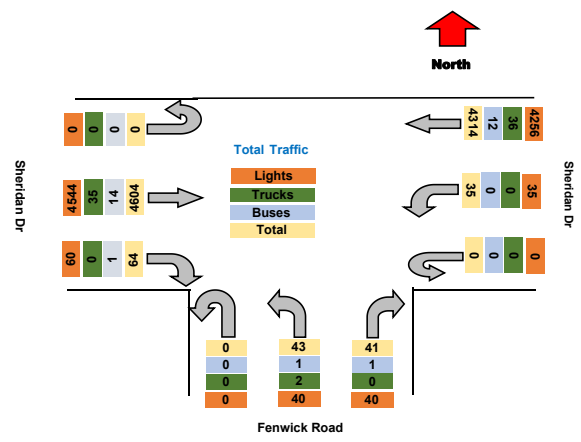 North
0 0 0 0
4314 12 36 4256
Total Traffic
Lights
Trucks
Buses
Total
Sheridan Dr
4544 35 14 4604
35 0 0 35
Sheridan Dr
60 0 1 64
0 0 0 0
0 43 41
0 1 1
0 2 0
0 40 40
Fenwick Road